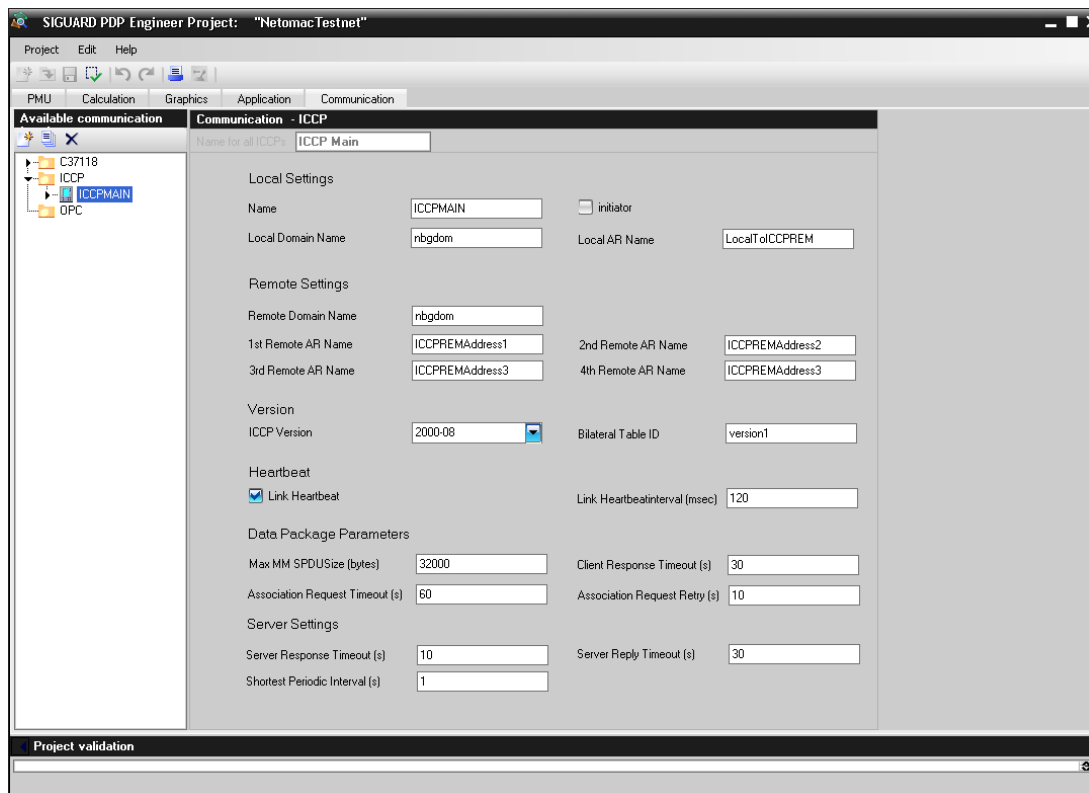 SIGUARD PDP Engineer Project: "NetomacTestnet"
Project Edit Help
PMU Calculation Graphics Application Communication
Available communication
Communication - ICCP
Name for all ICCPs ICCP Main
C37118
ICCP
ICCPMAIN
OPC
Local Settings
Name ICCPMAIN initiator
Local Domain Name nbgdom Local AR Name LocalToICCPREM
Remote Settings
Remote Domain Name nbgdom
1st Remote AR Name ICCPREMAddress1 2nd Remote AR Name ICCPREMAddress2
3rd Remote AR Name ICCPREMAddress3 4th Remote AR Name ICCPREMAddress3
Version
ICCP Version 2000-08 Bilateral Table ID version1
Heartbeat
Link Heartbeat Link Heartbeatinterval (msec) 120
Data Package Parameters
Max MM SPDUSize (bytes) 32000 Client Response Timeout (s) 30
Association Request Timeout (s) 60 Association Request Retry (s) 10
Server Settings
Server Response Timeout (s) 10 Server Reply Timeout (s) 30
Shortest Periodic Interval (s) 1
Project validation